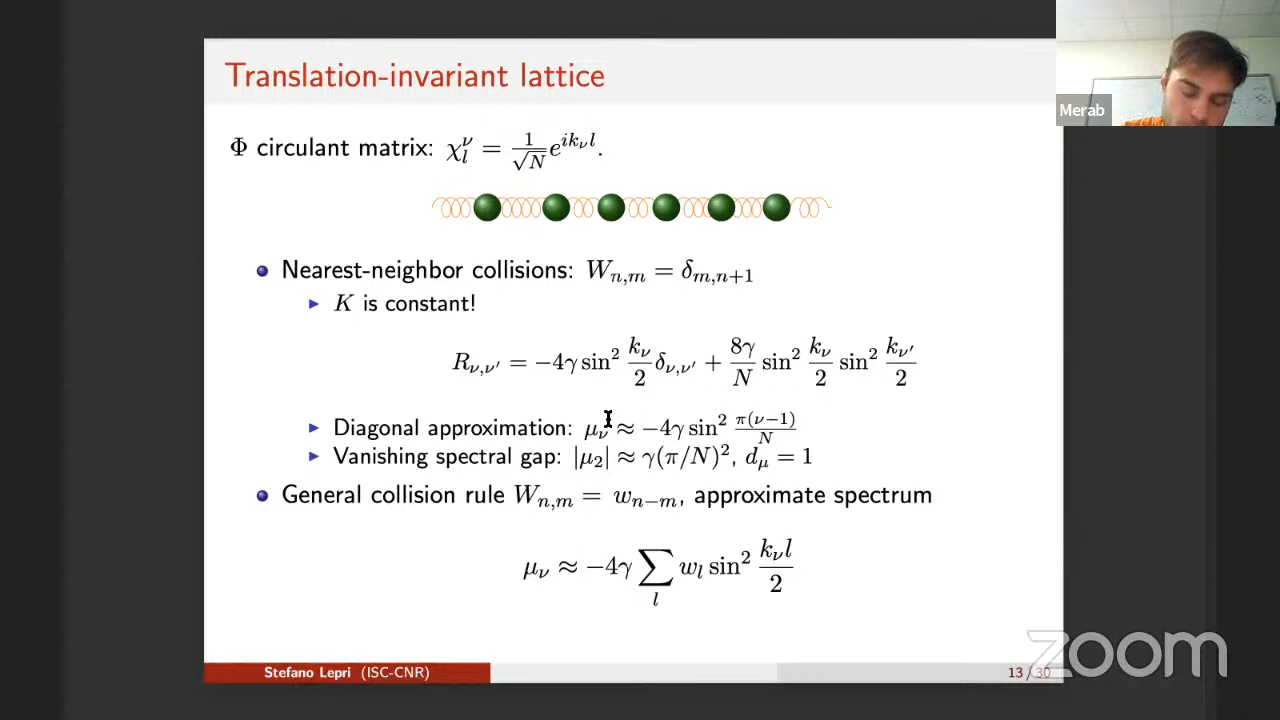 Translation-invariant lattice
Merab
Φ circulant matrix: χ_l^ν = 1/√N e^{ik_ν l}.
• Nearest-neighbor collisions: W_{n,m} = δ_{m,n+1}
▶ K is constant!
R_{ν,ν′} = −4γ sin² k_ν/2 δ_{ν,ν′} + 8γ/N sin² k_ν/2 sin² k_{ν′}/2
▶ Diagonal approximation: μ_ν ≈ −4γ sin² π(ν−1)/N
▶ Vanishing spectral gap: |μ₂| ≈ γ(π/N)², d_μ = 1
• General collision rule W_{n,m} = w_{n−m}, approximate spectrum
μ_ν ≈ −4γ ∑_l w_l sin² k_ν l/2
Stefano Lepri (ISC-CNR)
13 / 30
zoom